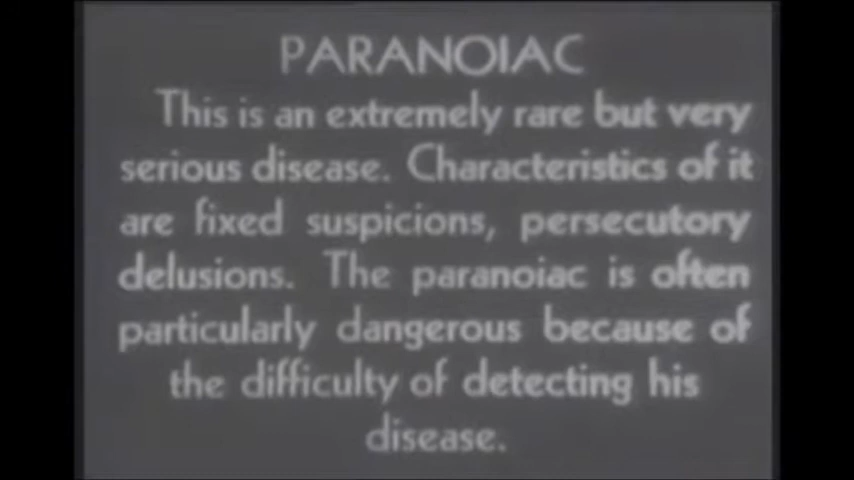 PARANOIAC
This is an extremely rare but very
serious disease. Characteristics of it
are fixed suspicions, persecutory
delusions. The paranoiac is often
particularly dangerous because of
the difficulty of detecting his
disease.